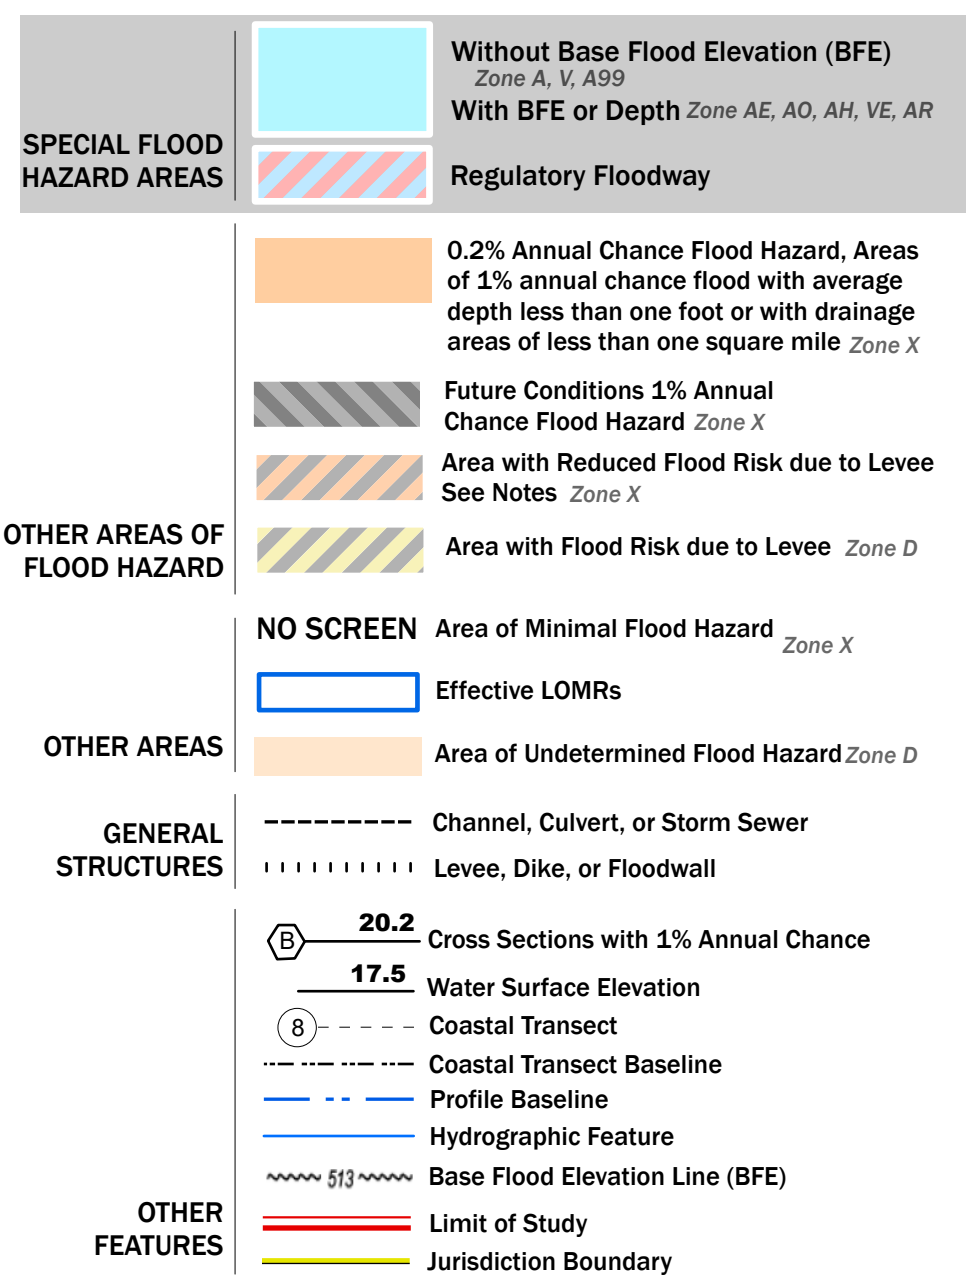 SPECIAL FLOOD
HAZARD AREAS
Without Base Flood Elevation (BFE)
Zone A, V, A99
With BFE or Depth Zone AE, AO, AH, VE, AR
Regulatory Floodway
OTHER AREAS OF
FLOOD HAZARD
0.2% Annual Chance Flood Hazard, Areas
of 1% annual chance flood with average
depth less than one foot or with drainage
areas of less than one square mile Zone X
Future Conditions 1% Annual
Chance Flood Hazard Zone X
Area with Reduced Flood Risk due to Levee
See Notes Zone X
Area with Flood Risk due to Levee Zone D
OTHER AREAS
NO SCREEN Area of Minimal Flood Hazard Zone X
Effective LOMRs
Area of Undetermined Flood Hazard Zone D
GENERAL
STRUCTURES
Channel, Culvert, or Storm Sewer
Levee, Dike, or Floodwall
OTHER
FEATURES
B 20.2 Cross Sections with 1% Annual Chance
17.5 Water Surface Elevation
8 Coastal Transect
Coastal Transect Baseline
Profile Baseline
Hydrographic Feature
513 Base Flood Elevation Line (BFE)
Limit of Study
Jurisdiction Boundary